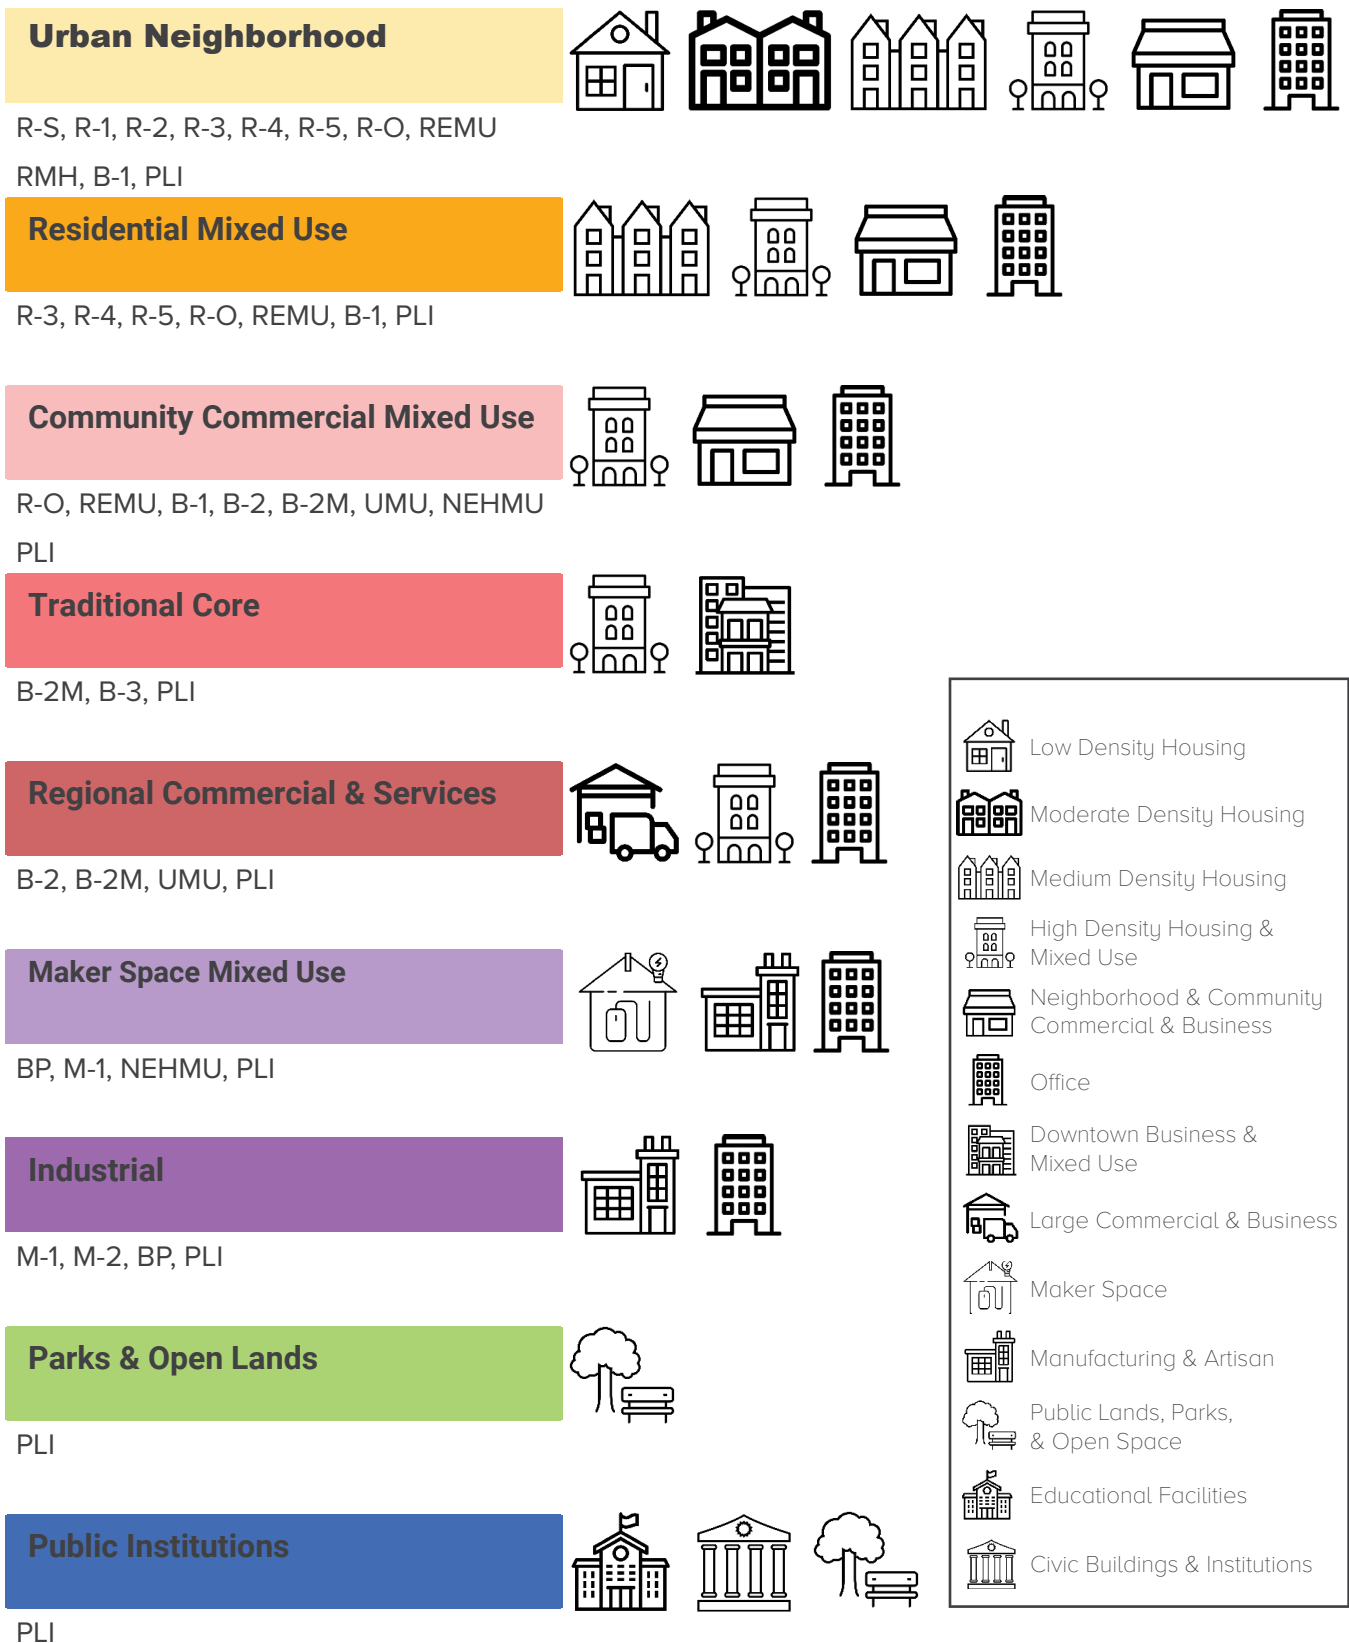 Urban Neighborhood
R-S, R-1, R-2, R-3, R-4, R-5, R-O, REMU
RMH, B-1, PLI
Residential Mixed Use
R-3, R-4, R-5, R-O, REMU, B-1, PLI
Community Commercial Mixed Use
R-O, REMU, B-1, B-2, B-2M, UMU, NEHMU
PLI
Traditional Core
B-2M, B-3, PLI
Regional Commercial & Services
B-2, B-2M, UMU, PLI
Maker Space Mixed Use
BP, M-1, NEHMU, PLI
Industrial
M-1, M-2, BP, PLI
Parks & Open Lands
PLI
Public Institutions
PLI
Low Density Housing
Moderate Density Housing
Medium Density Housing
High Density Housing &
Mixed Use
Neighborhood & Community
Commercial & Business
Office
Downtown Business &
Mixed Use
Large Commercial & Business
Maker Space
Manufacturing & Artisan
Public Lands, Parks,
& Open Space
Educational Facilities
Civic Buildings & Institutions